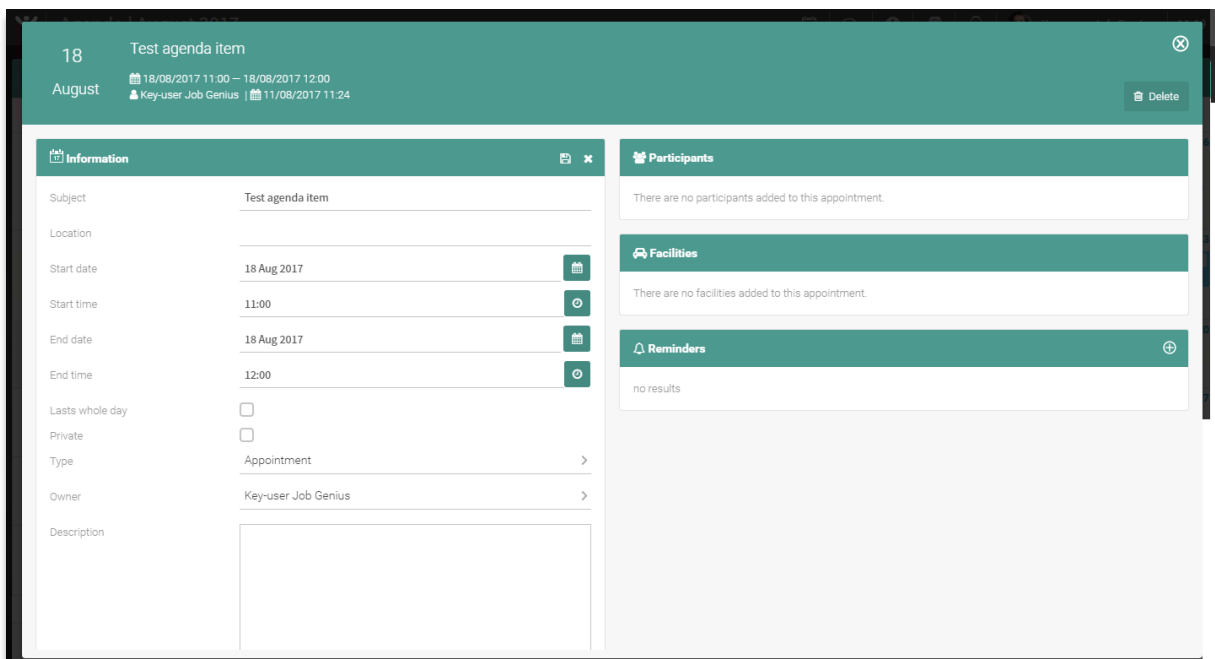 Agenda | August 2017
18
August
Test agenda item
18/08/2017 11:00 — 18/08/2017 12:00
Key-user Job Genius | 11/08/2017 11:24
Delete
Information
Subject
Test agenda item
Location
Start date
18 Aug 2017
Start time
11:00
End date
18 Aug 2017
End time
12:00
Lasts whole day
Private
Type
Appointment
Owner
Key-user Job Genius
Description
Participants
There are no participants added to this appointment.
Facilities
There are no facilities added to this appointment.
Reminders
no results